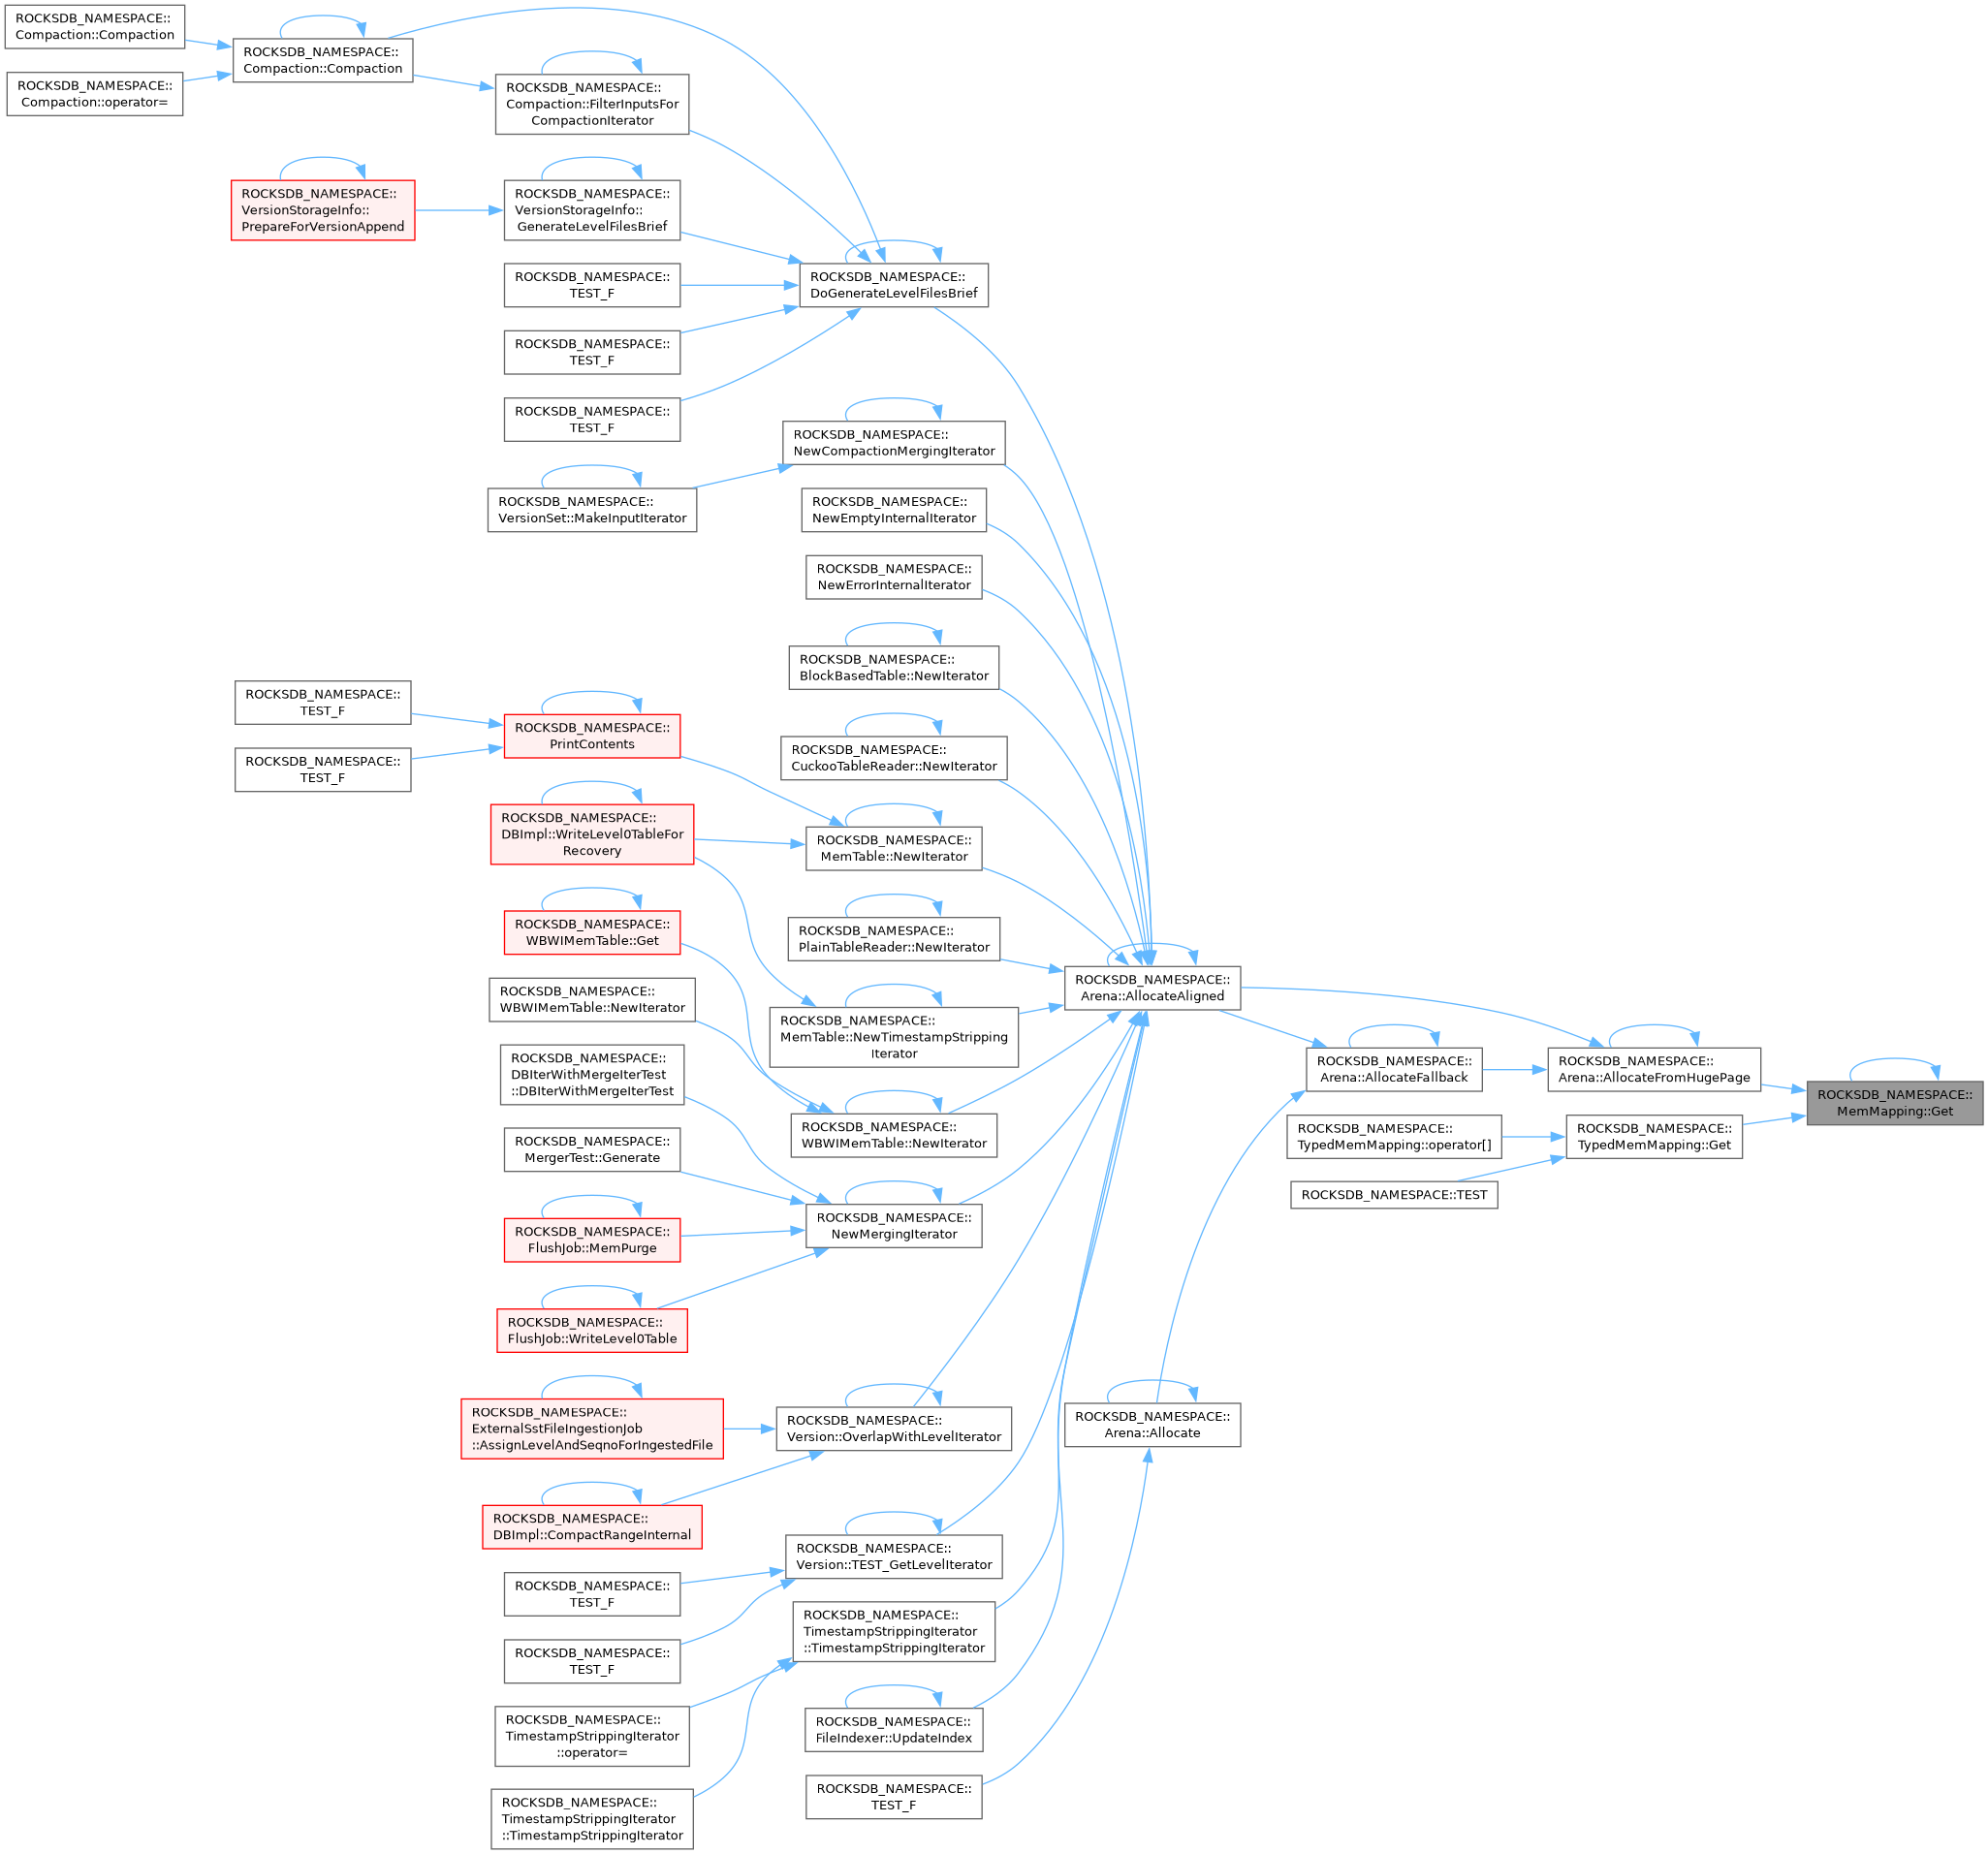 ROCKSDB_NAMESPACE::
Compaction::Compaction
ROCKSDB_NAMESPACE::
Compaction::operator=
ROCKSDB_NAMESPACE::
Compaction::Compaction
ROCKSDB_NAMESPACE::
VersionStorageInfo::
PrepareForVersionAppend
ROCKSDB_NAMESPACE::
TEST_F
ROCKSDB_NAMESPACE::
TEST_F
ROCKSDB_NAMESPACE::
Compaction::FilterInputsFor
CompactionIterator
ROCKSDB_NAMESPACE::
VersionStorageInfo::
GenerateLevelFilesBrief
ROCKSDB_NAMESPACE::
TEST_F
ROCKSDB_NAMESPACE::
TEST_F
ROCKSDB_NAMESPACE::
TEST_F
ROCKSDB_NAMESPACE::
VersionSet::MakeInputIterator
ROCKSDB_NAMESPACE::
PrintContents
ROCKSDB_NAMESPACE::
DBImpl::WriteLevel0TableFor
Recovery
ROCKSDB_NAMESPACE::
WBWIMemTable::Get
ROCKSDB_NAMESPACE::
WBWIMemTable::NewIterator
ROCKSDB_NAMESPACE::
DBIterWithMergeIterTest
::DBIterWithMergeIterTest
ROCKSDB_NAMESPACE::
MergerTest::Generate
ROCKSDB_NAMESPACE::
FlushJob::MemPurge
ROCKSDB_NAMESPACE::
FlushJob::WriteLevel0Table
ROCKSDB_NAMESPACE::
ExternalSstFileIngestionJob
::AssignLevelAndSeqnoForIngestedFile
ROCKSDB_NAMESPACE::
DBImpl::CompactRangeInternal
ROCKSDB_NAMESPACE::
TEST_F
ROCKSDB_NAMESPACE::
TEST_F
ROCKSDB_NAMESPACE::
TimestampStrippingIterator
::operator=
ROCKSDB_NAMESPACE::
TimestampStrippingIterator
::TimestampStrippingIterator
ROCKSDB_NAMESPACE::
DoGenerateLevelFilesBrief
ROCKSDB_NAMESPACE::
NewCompactionMergingIterator
ROCKSDB_NAMESPACE::
NewEmptyInternalIterator
ROCKSDB_NAMESPACE::
NewErrorInternalIterator
ROCKSDB_NAMESPACE::
BlockBasedTable::NewIterator
ROCKSDB_NAMESPACE::
CuckooTableReader::NewIterator
ROCKSDB_NAMESPACE::
MemTable::NewIterator
ROCKSDB_NAMESPACE::
PlainTableReader::NewIterator
ROCKSDB_NAMESPACE::
MemTable::NewTimestampStripping
Iterator
ROCKSDB_NAMESPACE::
WBWIMemTable::NewIterator
ROCKSDB_NAMESPACE::
NewMergingIterator
ROCKSDB_NAMESPACE::
Version::OverlapWithLevelIterator
ROCKSDB_NAMESPACE::
Version::TEST_GetLevelIterator
ROCKSDB_NAMESPACE::
TimestampStrippingIterator
::TimestampStrippingIterator
ROCKSDB_NAMESPACE::
FileIndexer::UpdateIndex
ROCKSDB_NAMESPACE::
TEST_F
ROCKSDB_NAMESPACE::
Arena::AllocateAligned
ROCKSDB_NAMESPACE::
Arena::Allocate
ROCKSDB_NAMESPACE::
Arena::AllocateFallback
ROCKSDB_NAMESPACE::
TypedMemMapping::operator[]
ROCKSDB_NAMESPACE::TEST
ROCKSDB_NAMESPACE::
Arena::AllocateFromHugePage
ROCKSDB_NAMESPACE::
TypedMemMapping::Get
ROCKSDB_NAMESPACE::
MemMapping::Get